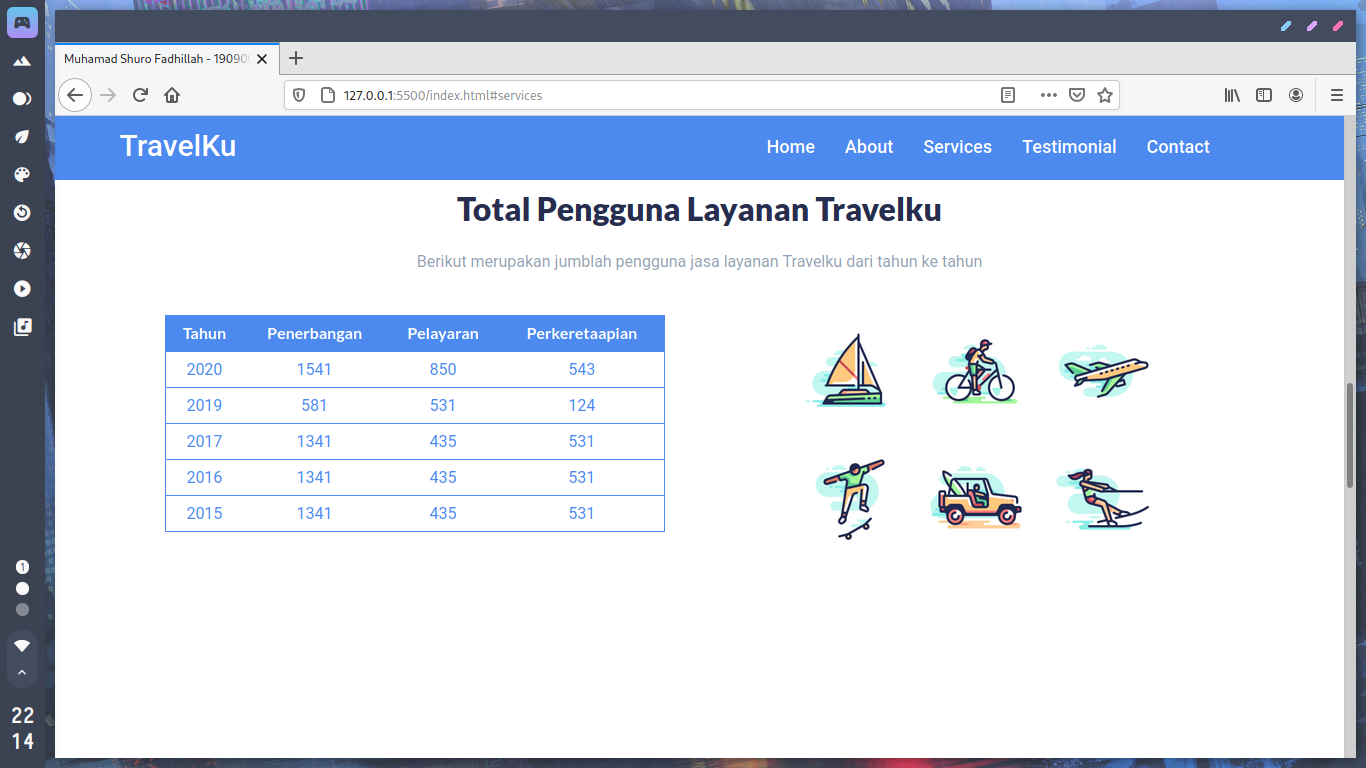 Muhamad Shuro Fadhillah - 19090
127.0.0.1:5500/index.html#services
TravelKu
Home About Services Testimonial Contact
Total Pengguna Layanan Travelku
Berikut merupakan jumblah pengguna jasa layanan Travelku dari tahun ke tahun
Tahun Penerbangan Pelayaran Perkeretaapian
2020 1541 850 543
2019 581 531 124
2017 1341 435 531
2016 1341 435 531
2015 1341 435 531
1
22
14